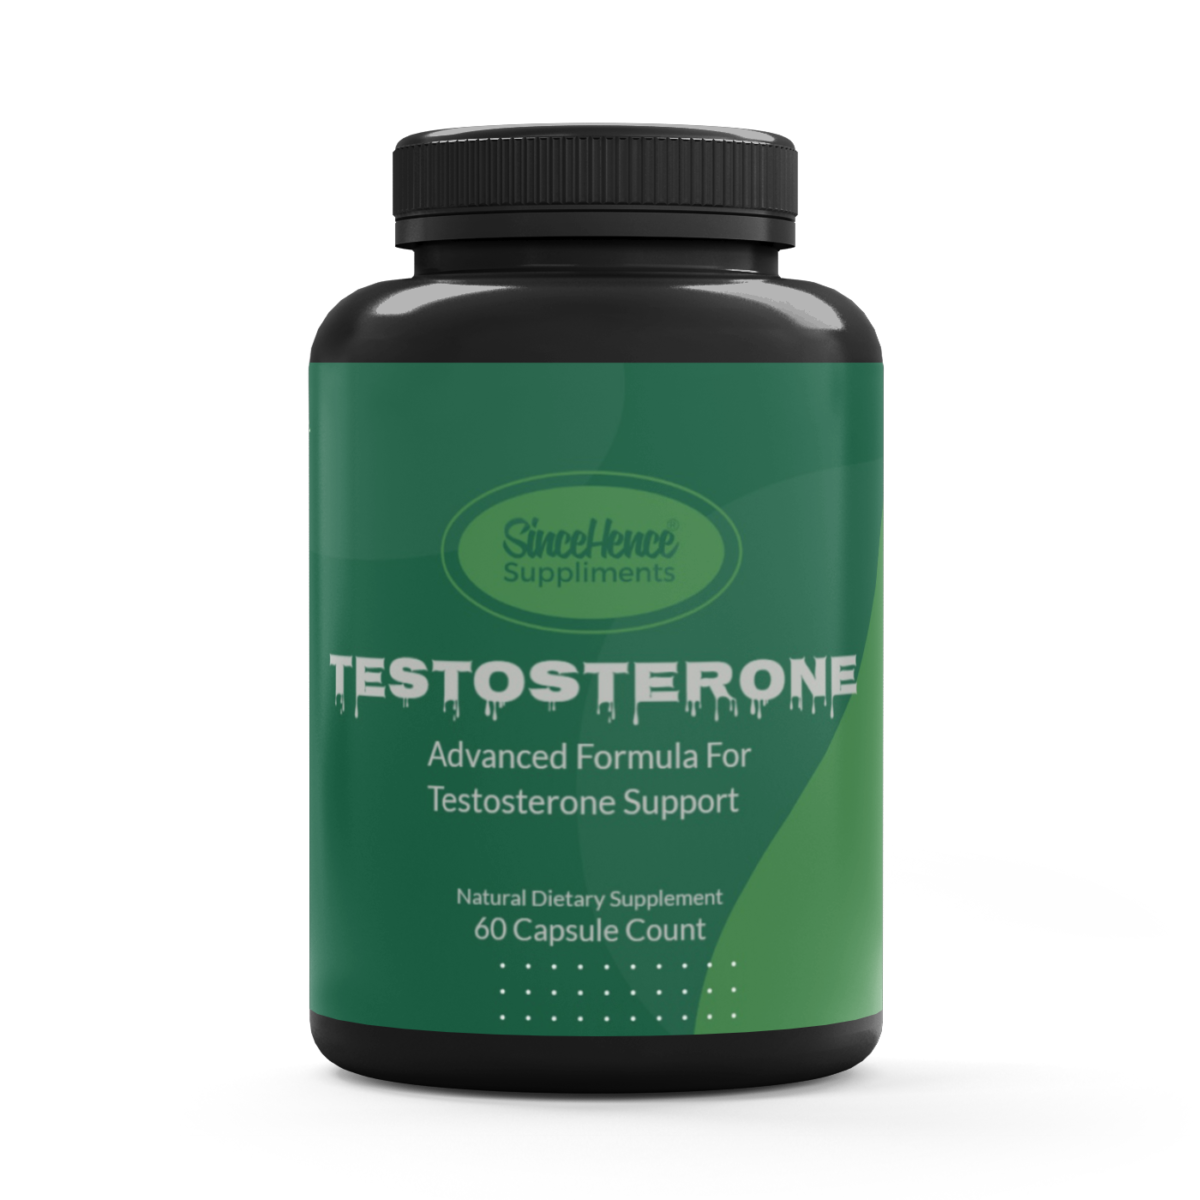 SinceHence®
Suppliments
TESTOSTERONE
Advanced Formula For
Testosterone Support
Natural Dietary Supplement
60 Capsule Count